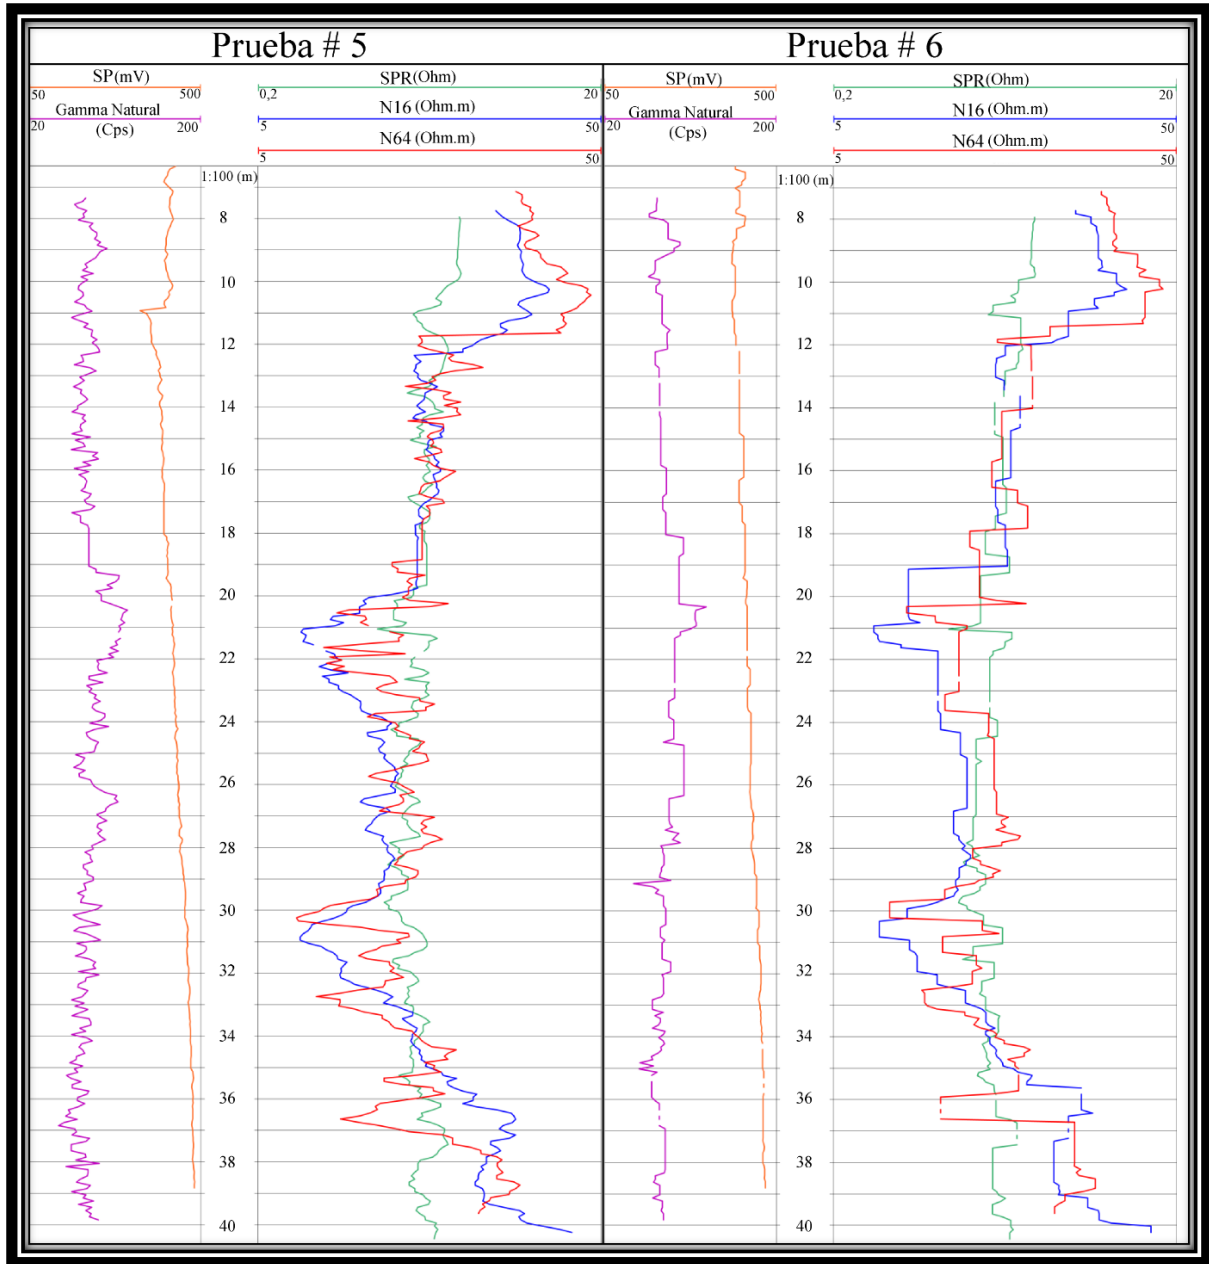 Prueba # 5
Prueba # 6
SP(mV)
50 500
Gamma Natural
20 (Cps) 200
SPR(Ohm)
0,2 20
N16 (Ohm.m)
5 50
N64 (Ohm.m)
5 50
SP(mV)
50 500
Gamma Natural
20 (Cps) 200
SPR(Ohm)
0,2 20
N16 (Ohm.m)
5 50
N64 (Ohm.m)
5 50
1:100 (m)
8
10
12
14
16
18
20
22
24
26
28
30
32
34
36
38
40
1:100 (m)
8
10
12
14
16
18
20
22
24
26
28
30
32
34
36
38
40